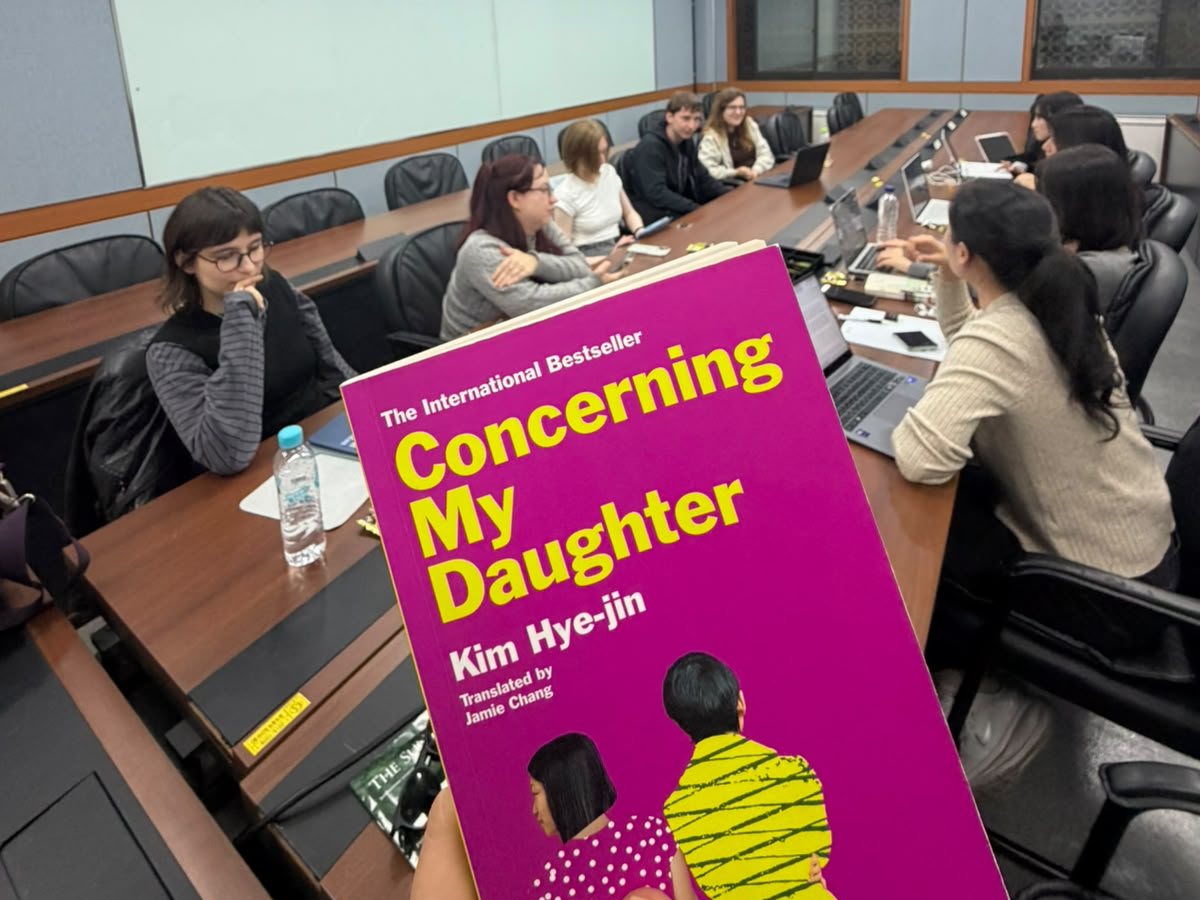 The International Bestseller
Concerning
My
Daughter
Kim Hye-jin
Translated by
Jamie Chang